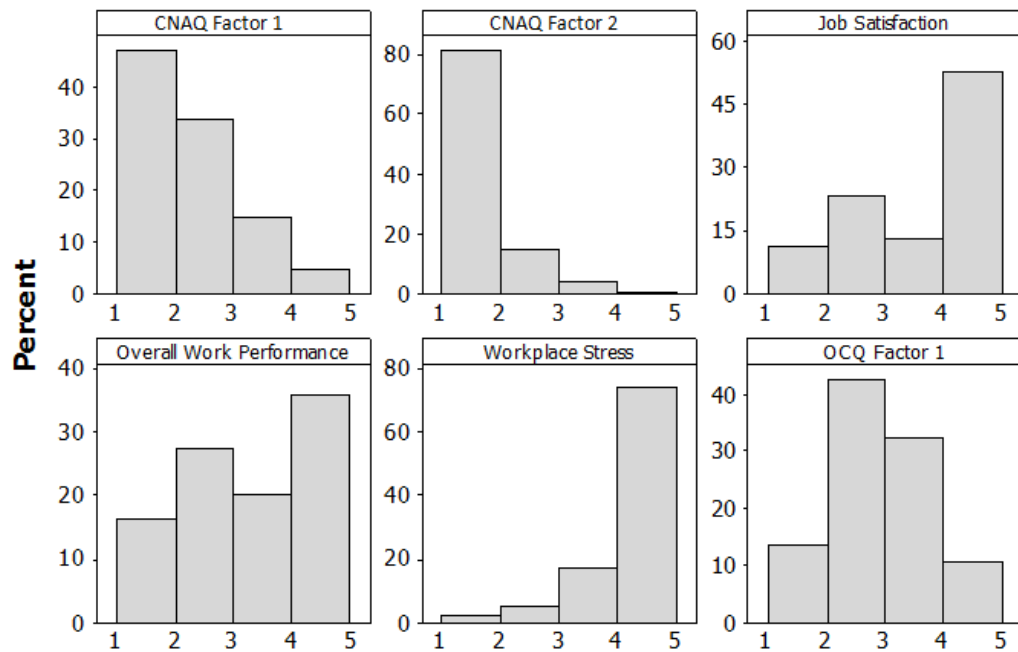 CNAQ Factor 1
CNAQ Factor 2
Job Satisfaction
40
30
20
10
0
1 2 3 4 5
80
60
40
20
0
1 2 3 4 5
60
45
30
15
0
1 2 3 4 5
Percent
Overall Work Performance
Workplace Stress
OCQ Factor 1
40
30
20
10
0
1 2 3 4 5
80
60
40
20
0
1 2 3 4 5
40
30
20
10
0
1 2 3 4 5